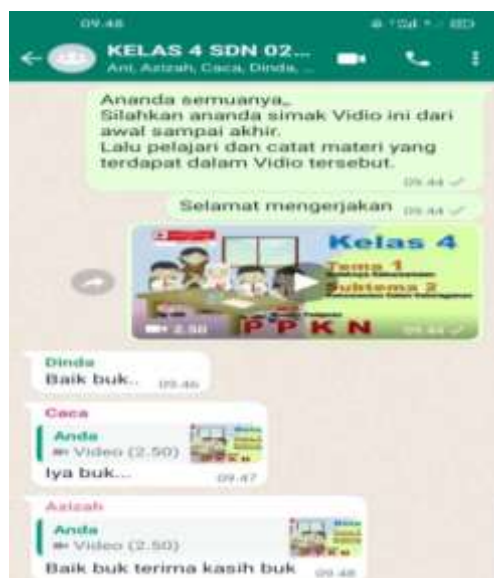 09.48
KELAS 4 SDN 02...
Ani, Azizah, Caca, Dinda, ...
Ananda semuanya,,
Silahkan ananda simak Vidio ini dari
awal sampai akhir.
Lalu pelajari dan catat materi yang
terdapat dalam Vidio tersebut.
09.44
Selamat mengerjakan 09.44
Kelas 4
Tema 1
Subtema 2
PPKN
2.50 09.44
Dinda
Baik buk.. 09.46
Caca
Anda
Video (2.50)
Iya buk... 09.47
Azizah
Anda
Video (2.50)
Baik buk terima kasih buk 09.48